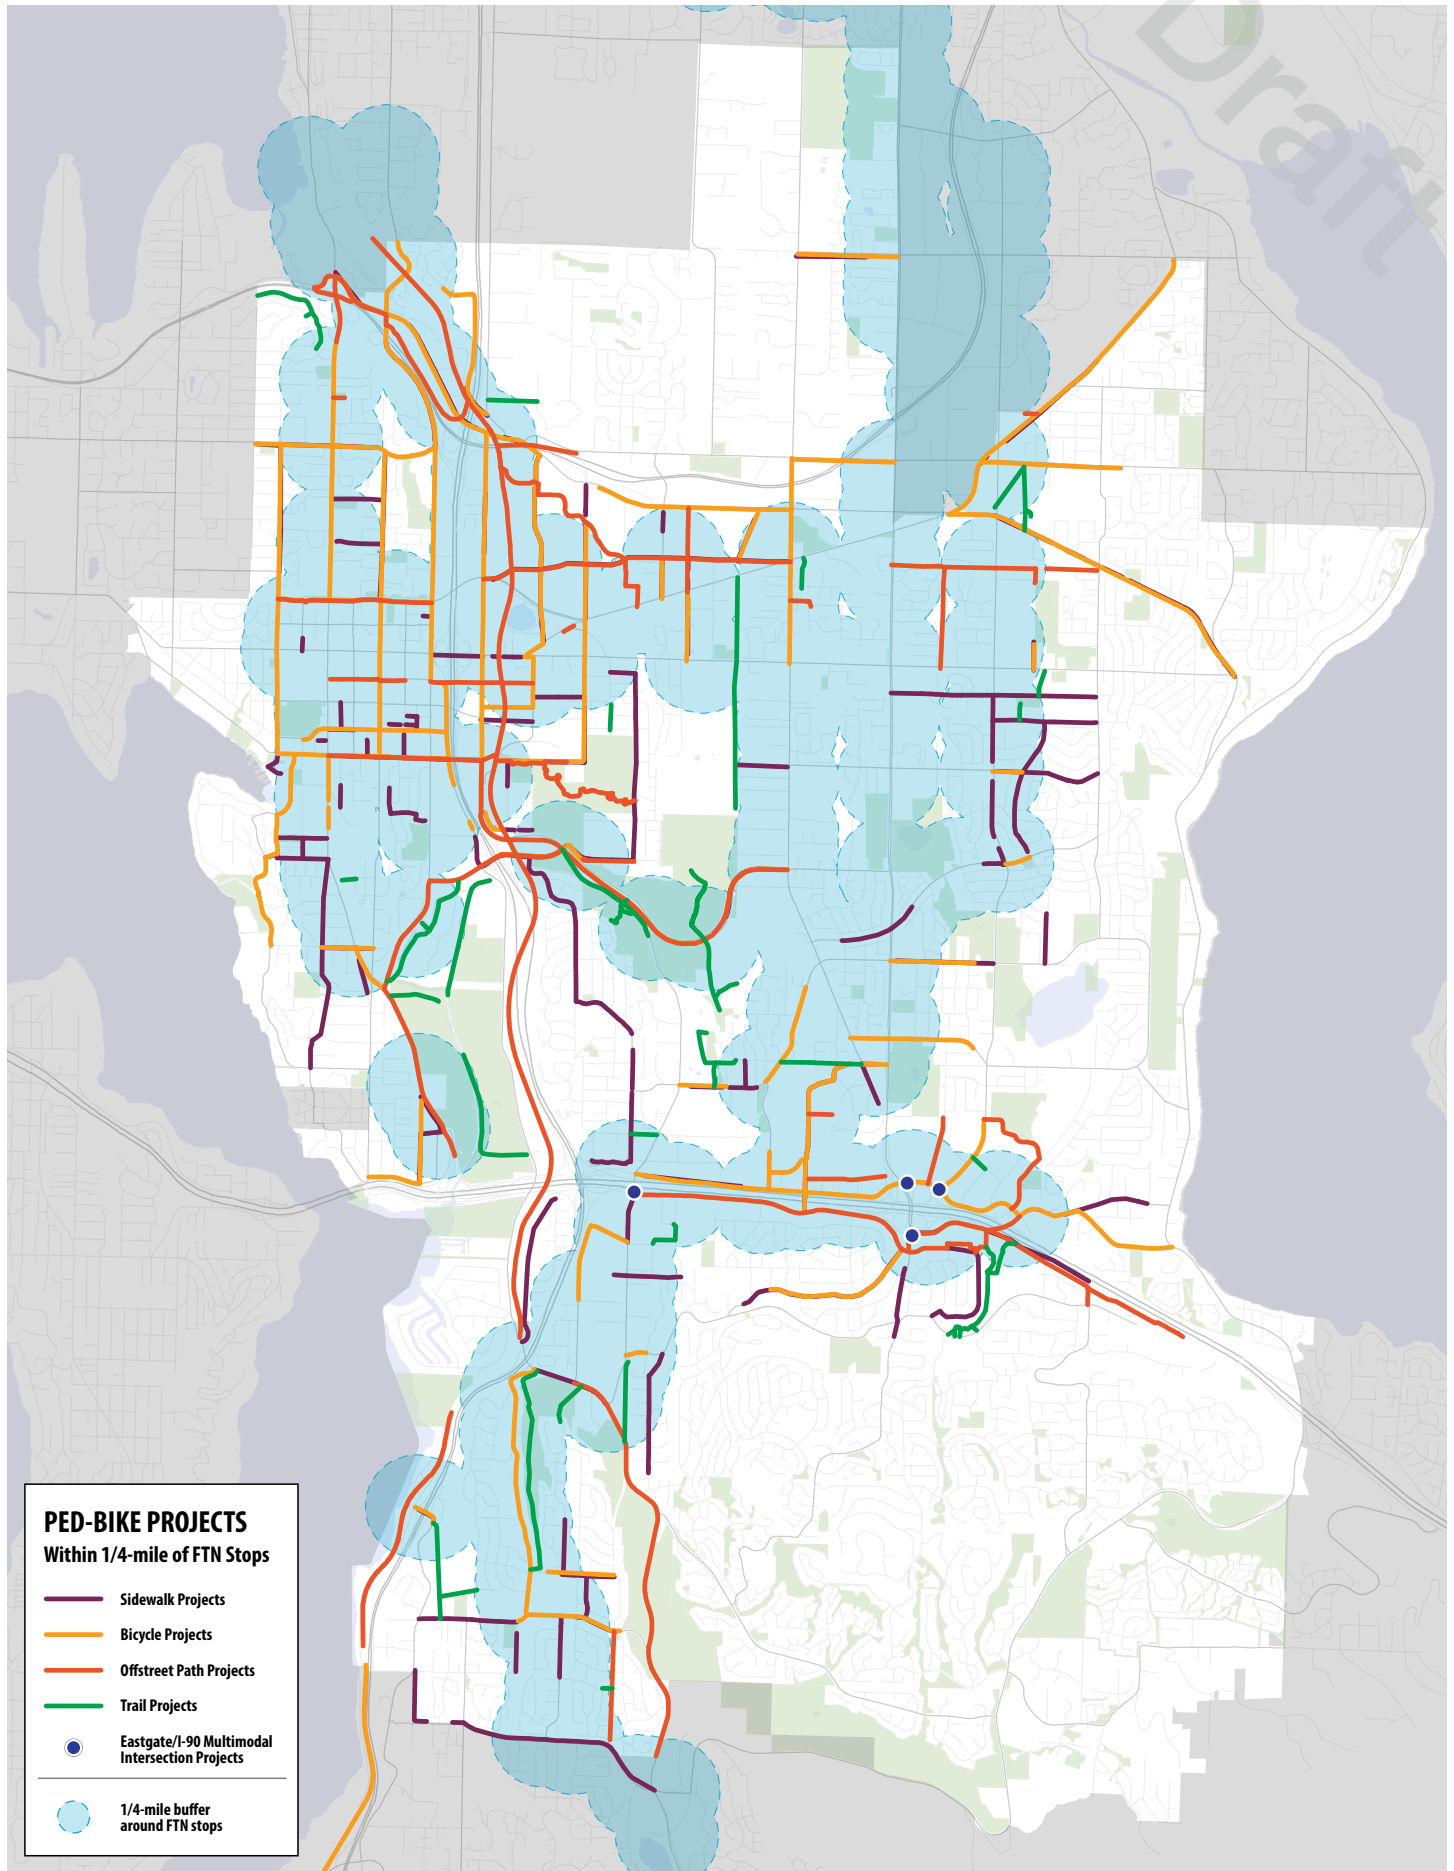 Draft
PED-BIKE PROJECTS
Within 1/4-mile of FTN Stops
Sidewalk Projects
Bicycle Projects
Offstreet Path Projects
Trail Projects
Eastgate/I-90 Multimodal
Intersection Projects
1/4-mile buffer
around FTN stops